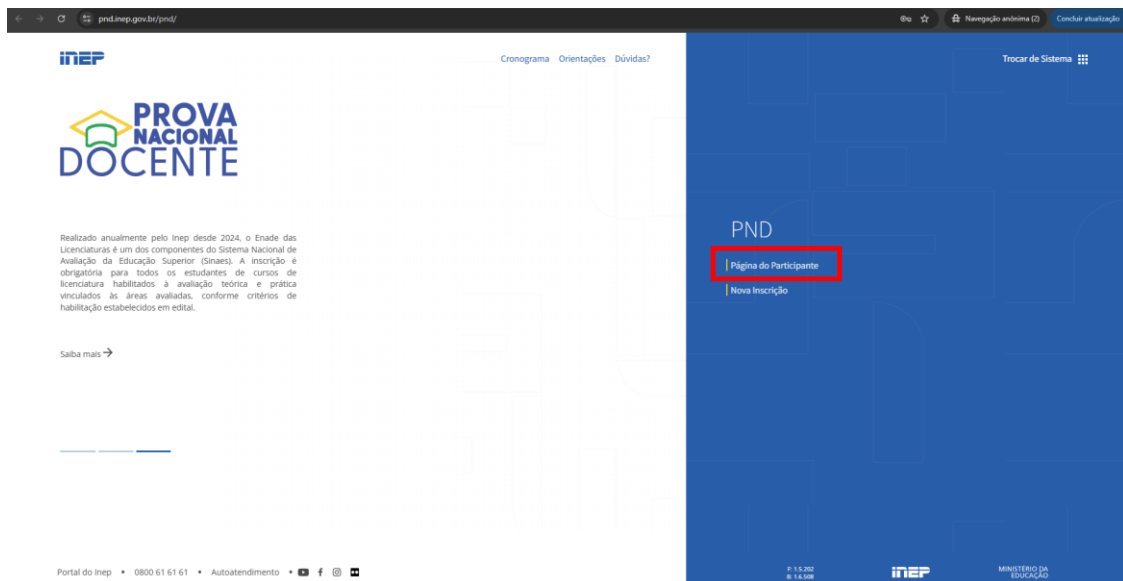 pnd.inep.gov.br/pnd/
Navegação anônima (2)
Concluir atualização
inep
Cronograma Orientações Dúvidas?
Trocar de Sistema
PROVA
NACIONAL
DOCENTE
Realizado anualmente pelo Inep desde 2024, o Enade das
Licenciaturas é um dos componentes do Sistema Nacional de
Avaliação da Educação Superior (Sinaes). A inscrição é
obrigatória para todos os estudantes de cursos de
licenciatura habilitados à avaliação teórica e prática
vinculados às áreas avaliadas, conforme critérios de
habilitação estabelecidos em edital.
Saiba mais
PND
Página do Participante
Nova Inscrição
Portal do Inep • 0800 61 61 61 • Autoatendimento •
F: 1.5.202
B: 1.6.508
inep
MINISTÉRIO DA
EDUCAÇÃO